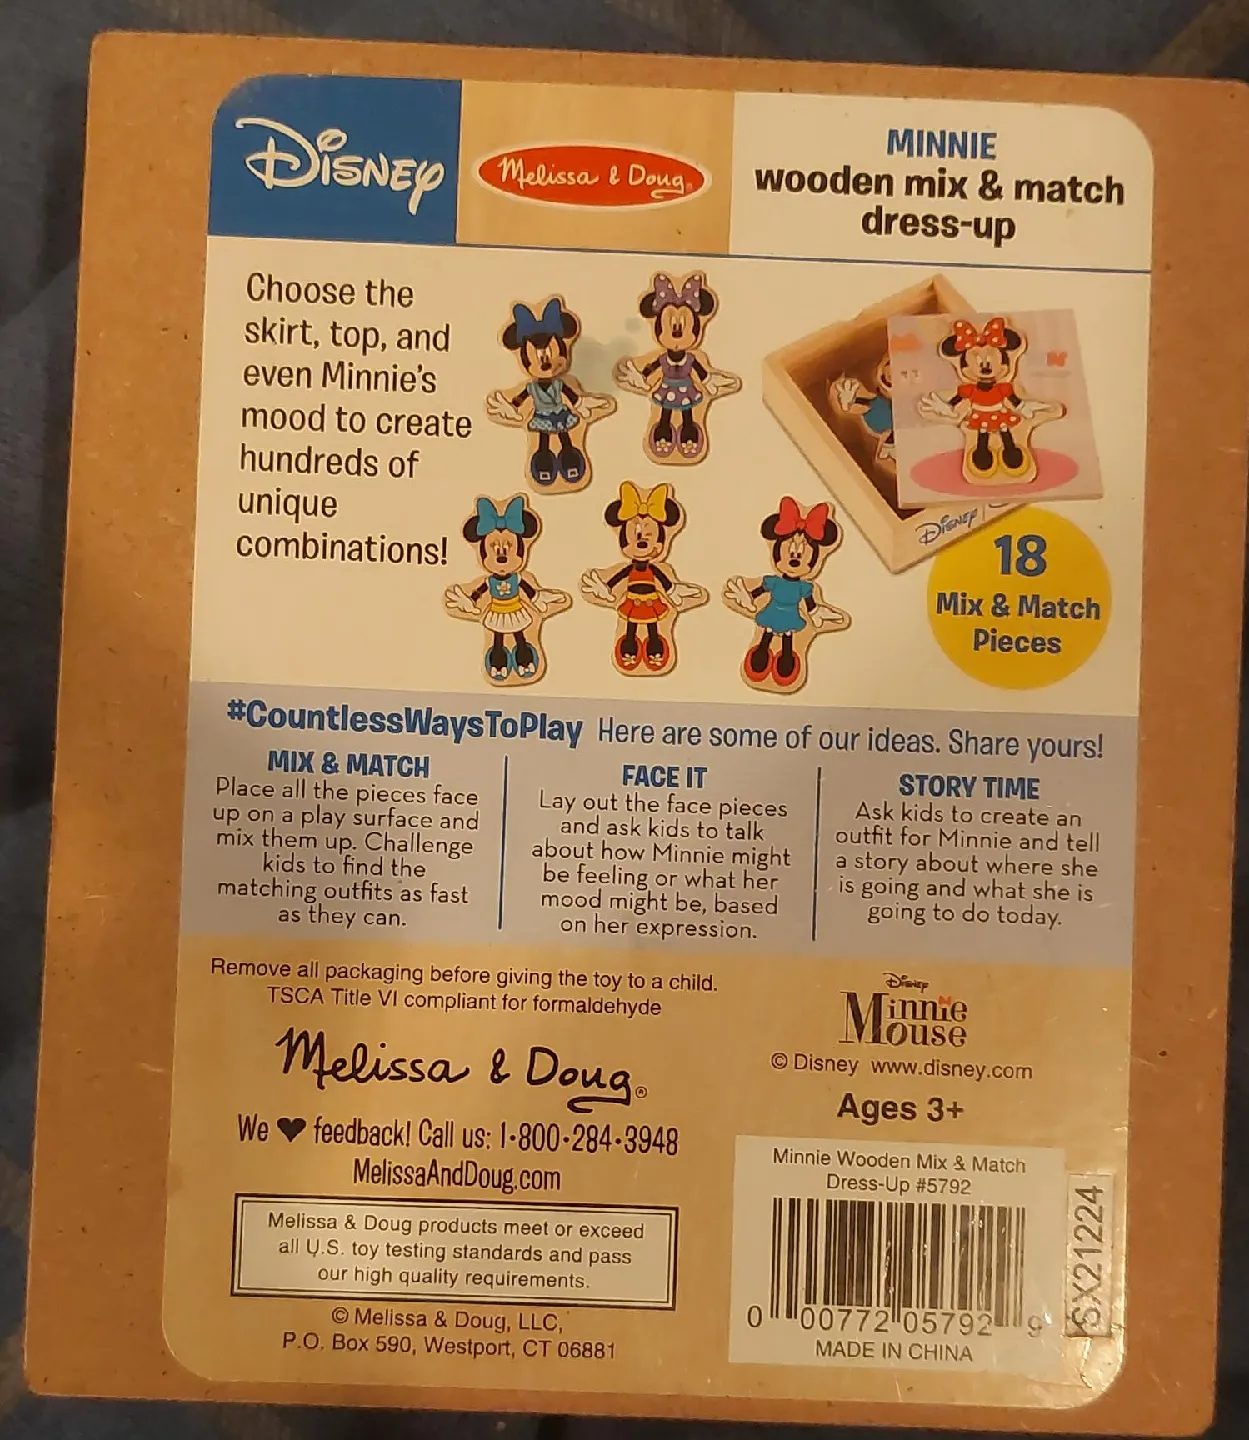 Disney
Melissa & Doug®
MINNIE
wooden mix & match
dress-up
Choose the
skirt, top, and
even Minnie's
mood to create
hundreds of
unique
combinations!
Disney
18
Mix & Match
Pieces
#CountlessWaysToPlay Here are some of our ideas. Share yours!
MIX & MATCH
Place all the pieces face
up on a play surface and
mix them up. Challenge
kids to find the
matching outfits as fast
as they can.
FACE IT
Lay out the face pieces
and ask kids to talk
about how Minnie might
be feeling or what her
mood might be, based
on her expression.
STORY TIME
Ask kids to create an
outfit for Minnie and tell
a story about where she
is going and what she is
going to do today.
Remove all packaging before giving the toy to a child.
TSCA Title VI compliant for formaldehyde
Melissa & Doug®
We ♥ feedback! Call us: 1-800-284-3948
MelissaAndDoug.com
Melissa & Doug products meet or exceed
all U.S. toy testing standards and pass
our high quality requirements.
© Melissa & Doug, LLC,
P.O. Box 590, Westport, CT 06881
Disney
Minnie
Mouse
© Disney www.disney.com
Ages 3+
Minnie Wooden Mix & Match
Dress-Up #5792
0 00772 05792 9
MADE IN CHINA
SX21224